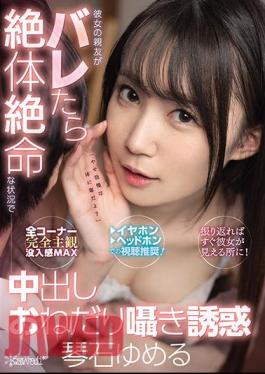 彼女の親友が
バレたら
絶体絶命
な状況で
全コーナー
完全主観
没入感MAX
▶イヤホン
▶ヘッドホン
での視聴推奨!
振り返れば
すぐ彼女が
見える所に!
中出し
おねだり囁き誘惑
琴石ゆめる
kawaii*